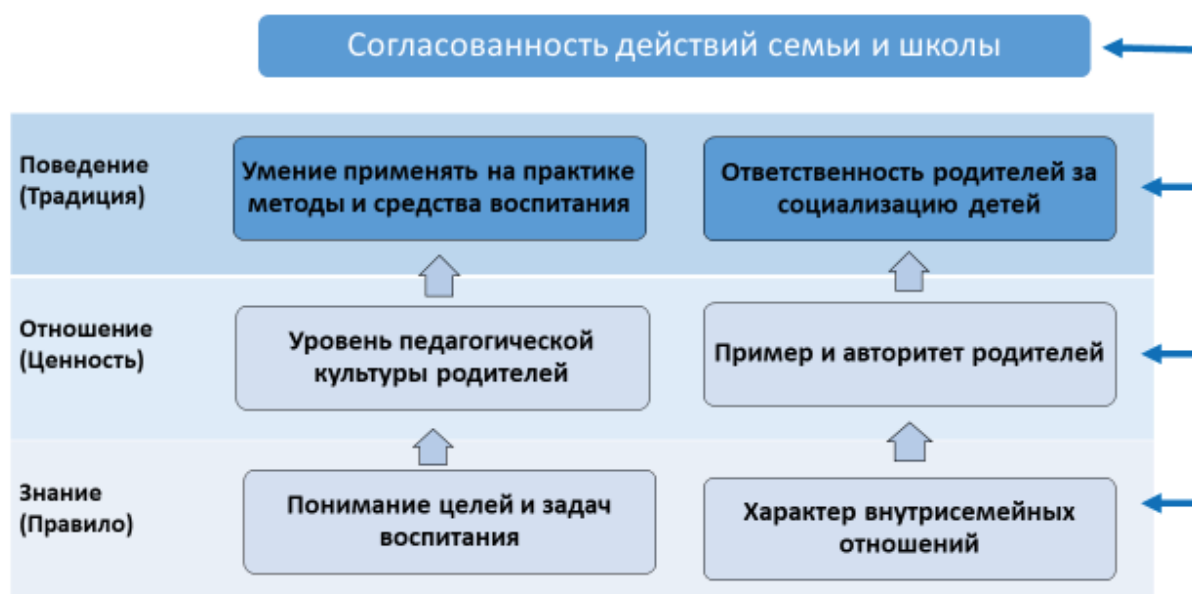 Согласованность действий семьи и школы
Поведение
(Традиция)
Умение применять на практике
методы и средства воспитания
Ответственность родителей за
социализацию детей
Отношение
(Ценность)
Уровень педагогической
культуры родителей
Пример и авторитет родителей
Знание
(Правило)
Понимание целей и задач
воспитания
Характер внутрисемейных
отношений